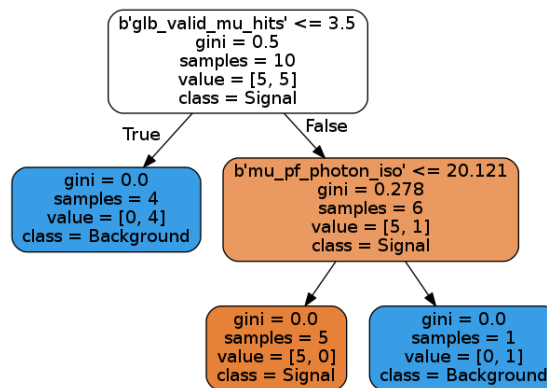 b'glb_valid_mu_hits' <= 3.5
gini = 0.5
samples = 10
value = [5, 5]
class = Signal
True
False
gini = 0.0
samples = 4
value = [0, 4]
class = Background
b'mu_pf_photon_iso' <= 20.121
gini = 0.278
samples = 6
value = [5, 1]
class = Signal
gini = 0.0
samples = 5
value = [5, 0]
class = Signal
gini = 0.0
samples = 1
value = [0, 1]
class = Background